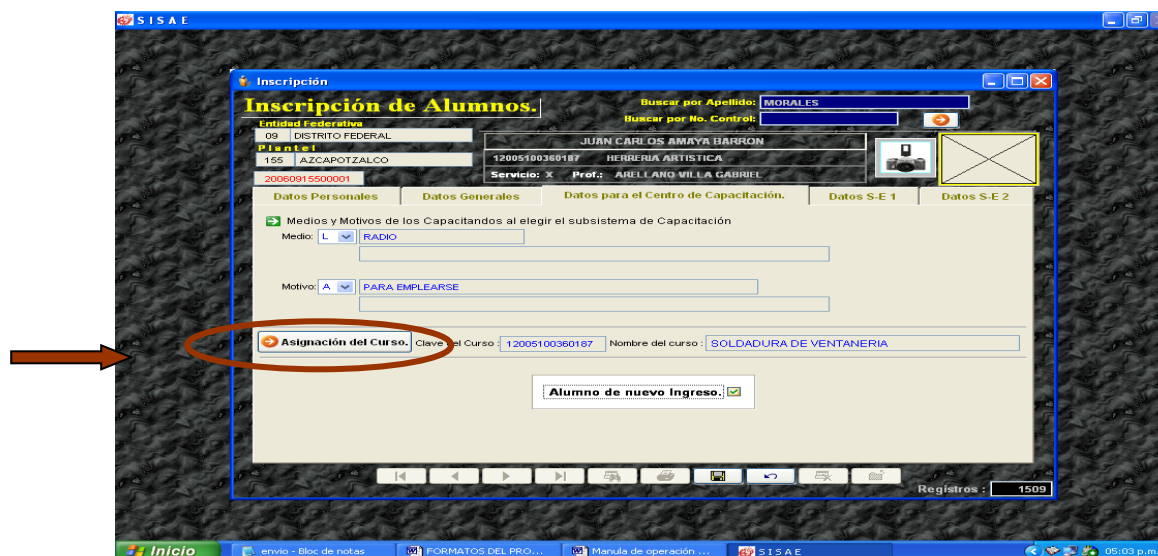 S I S A E
Inscripción
Inscripción de Alumnos.
Buscar por Apellido: MORALES
Buscar por No. Control:
Entidad Federativa
09 DISTRITO FEDERAL
Plantel
155 AZCAPOTZALCO
20060915500001
JUAN CARLOS AMAYA BARRON
12005100360187 HERRERIA ARTISTICA
Servicio: X Prof.: ARELLANO VILLA GABRIEL
Datos Personales Datos Generales Datos para el Centro de Capacitación. Datos S-E 1 Datos S-E 2
Medios y Motivos de los Capacitandos al elegir el subsistema de Capacitación
Medio: L RADIO
Motivo: A PARA EMPLEARSE
Asignación del Curso. Clave del Curso : 12005100360187 Nombre del curso : SOLDADURA DE VENTANERIA
Alumno de nuevo Ingreso.
Registros : 1509
Inicio envio - Bloc de notas FORMATOS DEL PRO... Manula de operación ... S I S A E 05:03 p.m.